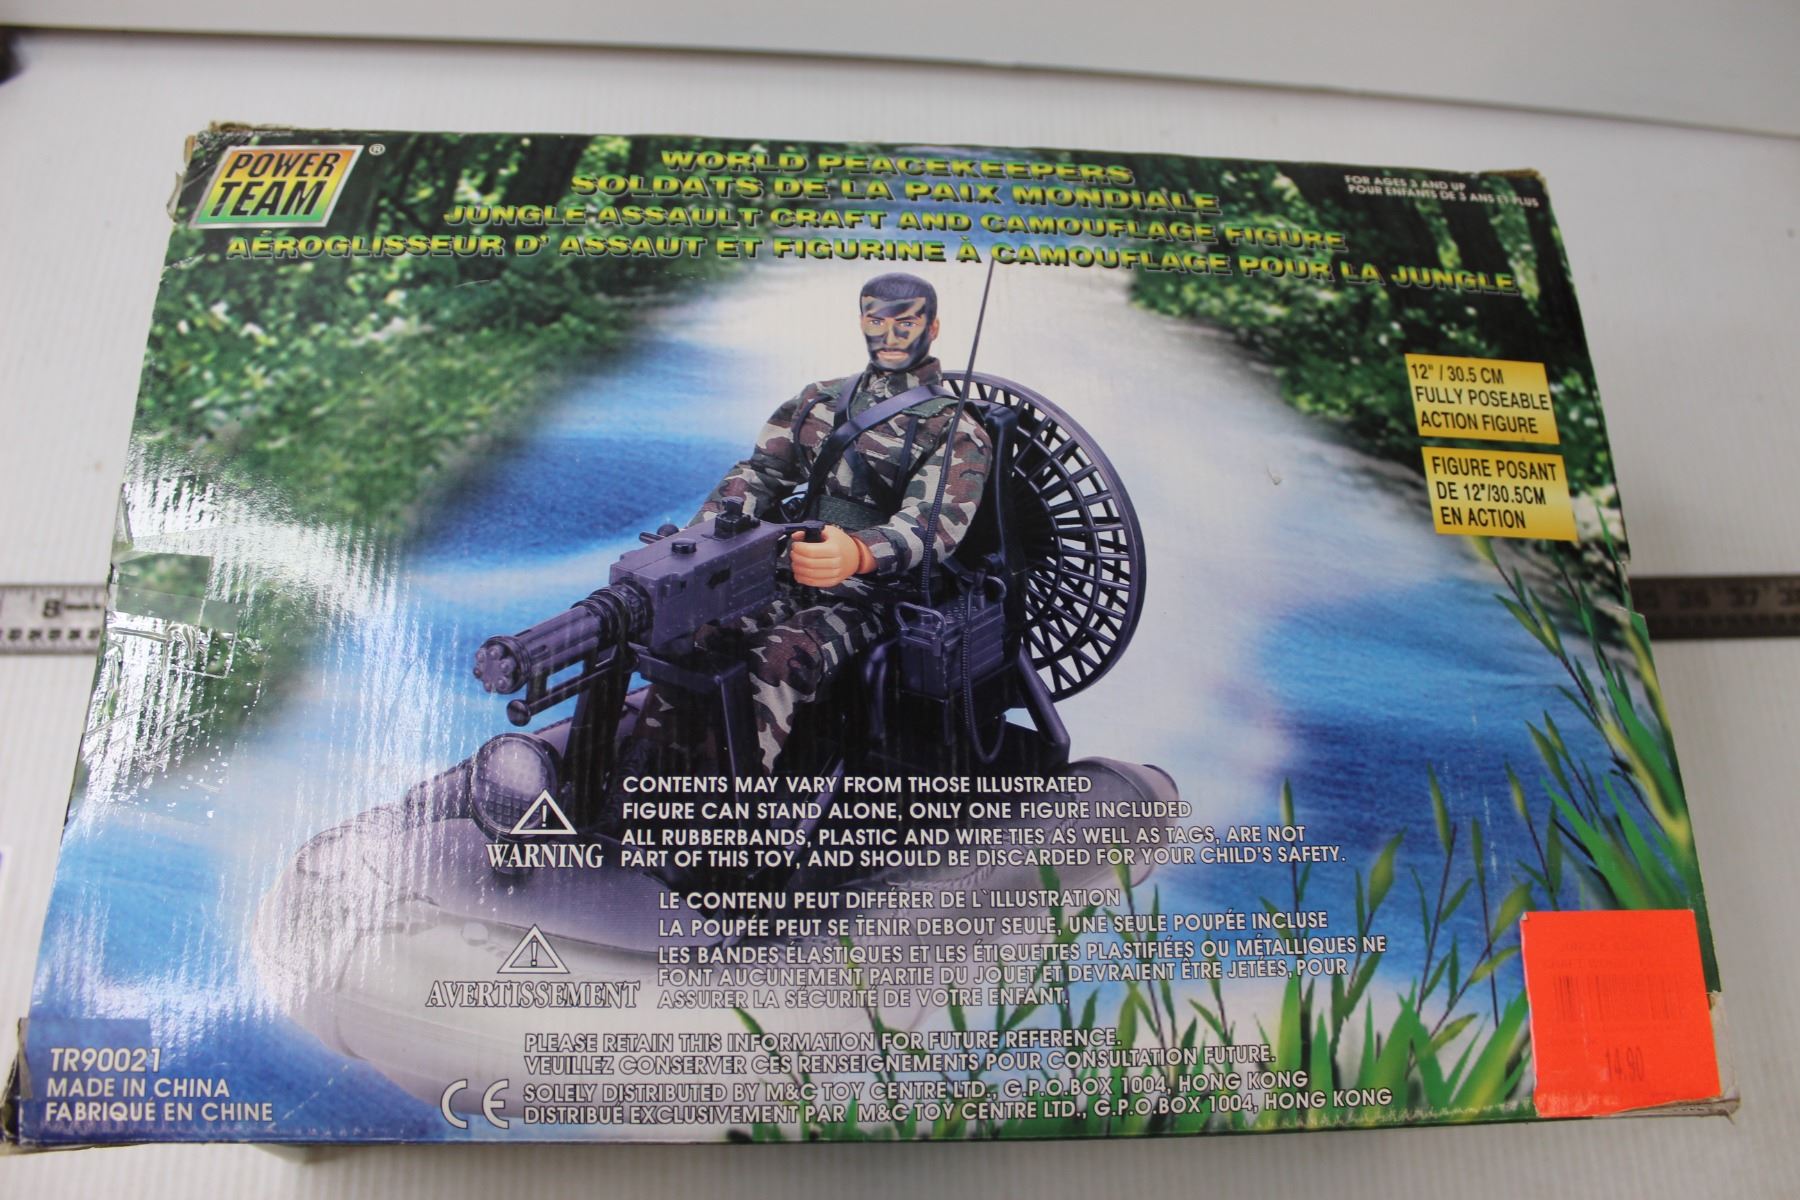 POWER TEAM ®
WORLD PEACEKEEPERS
SOLDATS DE LA PAIX MONDIALE
JUNGLE ASSAULT CRAFT AND CAMOUFLAGE FIGURE
AÉROGLISSEUR D' ASSAUT ET FIGURINE À CAMOUFLAGE POUR LA JUNGLE
FOR AGES 3 AND UP
POUR ENFANTS DE 3 ANS ET PLUS
12" / 30.5 CM
FULLY POSEABLE
ACTION FIGURE
FIGURE POSANT
DE 12"/30.5CM
EN ACTION
8
36 37
CONTENTS MAY VARY FROM THOSE ILLUSTRATED
FIGURE CAN STAND ALONE, ONLY ONE FIGURE INCLUDED
ALL RUBBERBANDS, PLASTIC AND WIRE TIES AS WELL AS TAGS, ARE NOT
WARNING PART OF THIS TOY, AND SHOULD BE DISCARDED FOR YOUR CHILD'S SAFETY.
LE CONTENU PEUT DIFFÉRER DE L`ILLUSTRATION
LA POUPÉE PEUT SE TENIR DEBOUT SEULE, UNE SEULE POUPÉE INCLUSE
LES BANDES ÉLASTIQUES ET LES ÉTIQUETTES PLASTIFIÉES OU MÉTALLIQUES NE
FONT AUCUNEMENT PARTIE DU JOUET ET DEVRAIENT ÊTRE JETÉES, POUR
AVERTISSEMENT ASSURER LA SÉCURITÉ DE VOTRE ENFANT.
PLEASE RETAIN THIS INFORMATION FOR FUTURE REFERENCE.
VEUILLEZ CONSERVER CES RENSEIGNEMENTS POUR CONSULTATION FUTURE.
CE SOLELY DISTRIBUTED BY M&C TOY CENTRE LTD., G.P.O.BOX 1004, HONG KONG
DISTRIBUÉ EXCLUSIVEMENT PAR M&C TOY CENTRE LTD., G.P.O.BOX 1004, HONG KONG
TR90021
MADE IN CHINA
FABRIQUÉ EN CHINE
14.90